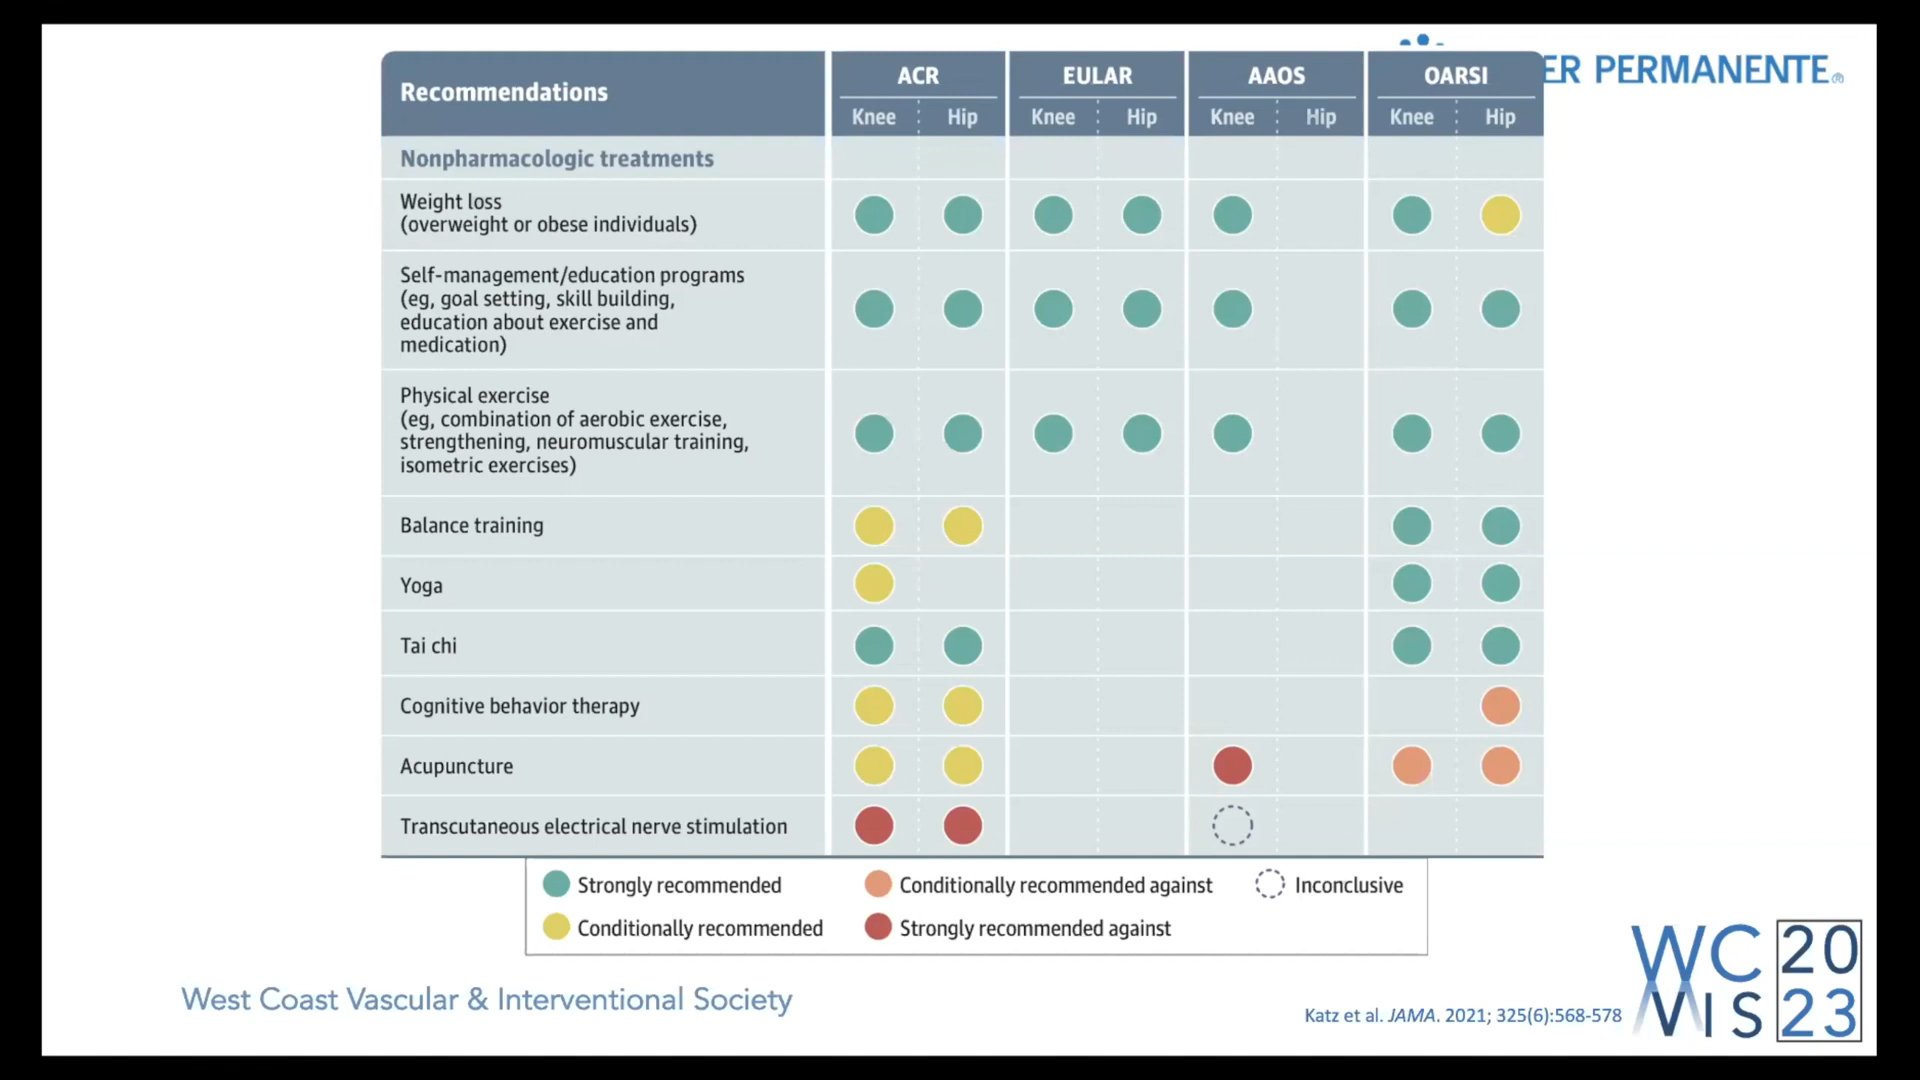 ER PERMANENTE®
Recommendations
ACR
EULAR
AAOS
OARSI
Knee Hip Knee Hip Knee Hip Knee Hip
Nonpharmacologic treatments
Weight loss
(overweight or obese individuals)
Self-management/education programs
(eg, goal setting, skill building,
education about exercise and
medication)
Physical exercise
(eg, combination of aerobic exercise,
strengthening, neuromuscular training,
isometric exercises)
Balance training
Yoga
Tai chi
Cognitive behavior therapy
Acupuncture
Transcutaneous electrical nerve stimulation
Strongly recommended
Conditionally recommended against
Inconclusive
Conditionally recommended
Strongly recommended against
West Coast Vascular & Interventional Society
Katz et al. JAMA. 2021; 325(6):568-578
WC 20
VIS 23